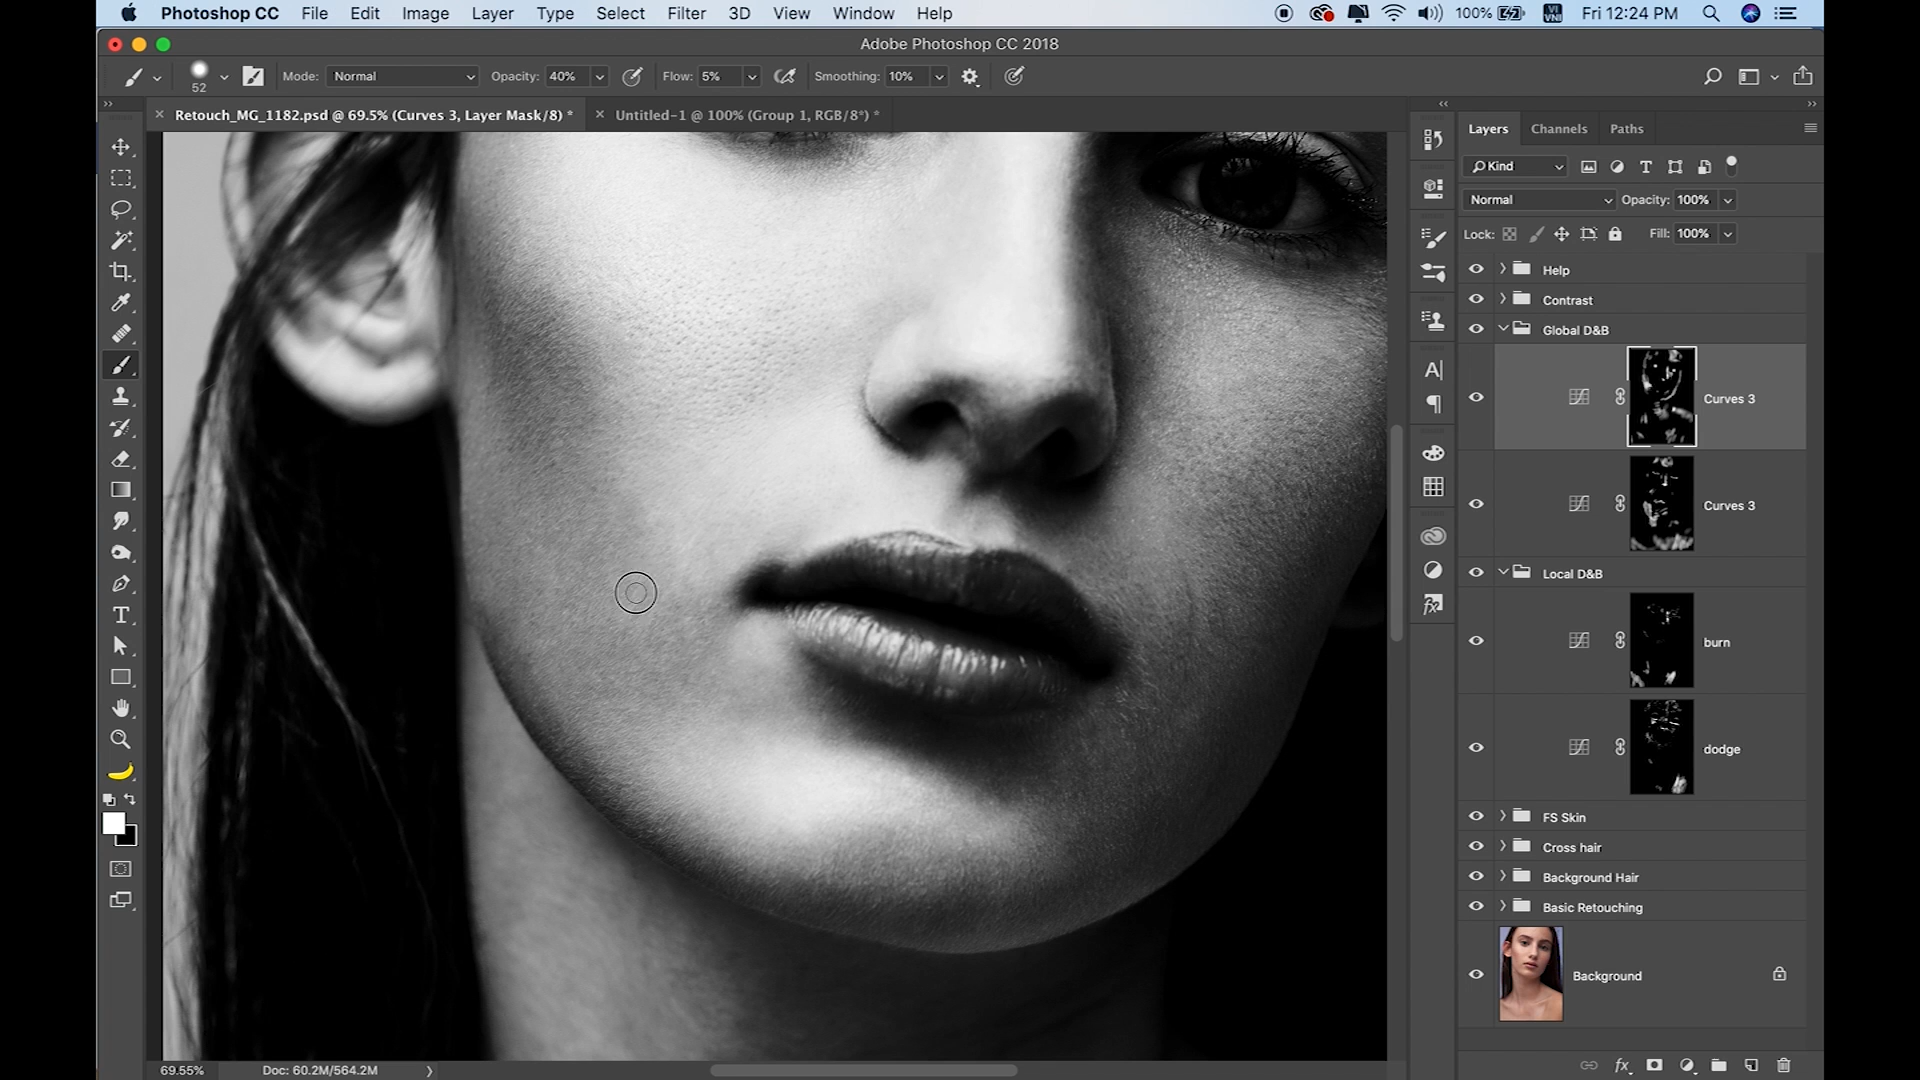 Photoshop CC File Edit Image Layer Type Select Filter 3D View Window Help 100% VI VNI Fri 12:24 PM
Adobe Photoshop CC 2018
52 Mode: Normal Opacity: 40% Flow: 5% Smoothing: 10%
Retouch_MG_1182.psd @ 69.5% (Curves 3, Layer Mask/8) *
Untitled-1 @ 100% (Group 1, RGB/8*) *
Layers Channels Paths
Kind
Normal Opacity: 100%
Lock: Fill: 100%
Help
Contrast
Global D&B
Curves 3
Curves 3
Local D&B
burn
dodge
FS Skin
Cross hair
Background Hair
Basic Retouching
Background
69.55% Doc: 60.2M/564.2M